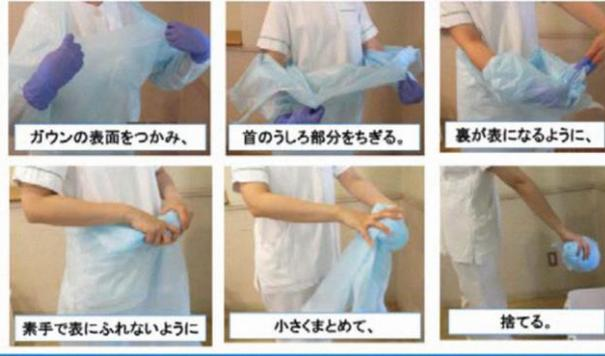 ガウンの表面をつかみ、
首のうしろ部分をちぎる。
裏が表になるように、
素手で表にふれないように
小さくまとめて、
捨てる。